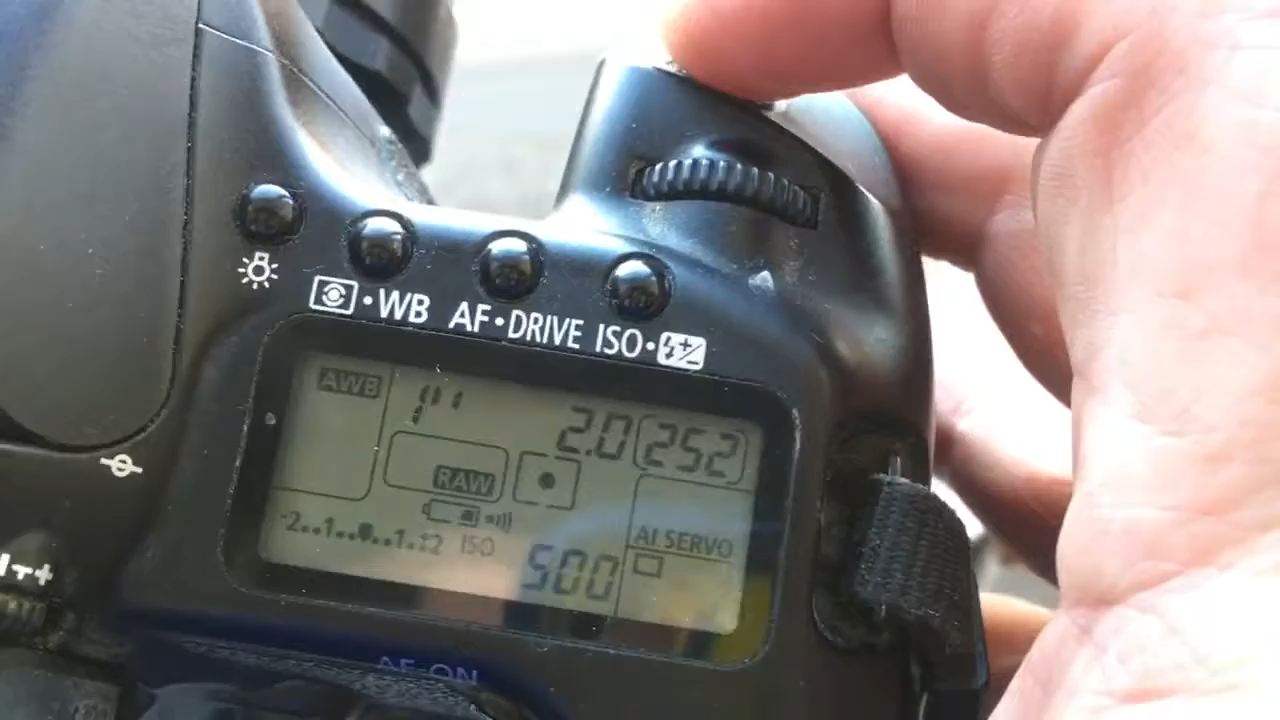 WB AF•DRIVE ISO•
AWB 1" 2.0 252
RAW
-2..1..▾..1..+2 ISO 500 AI SERVO
AF-ON